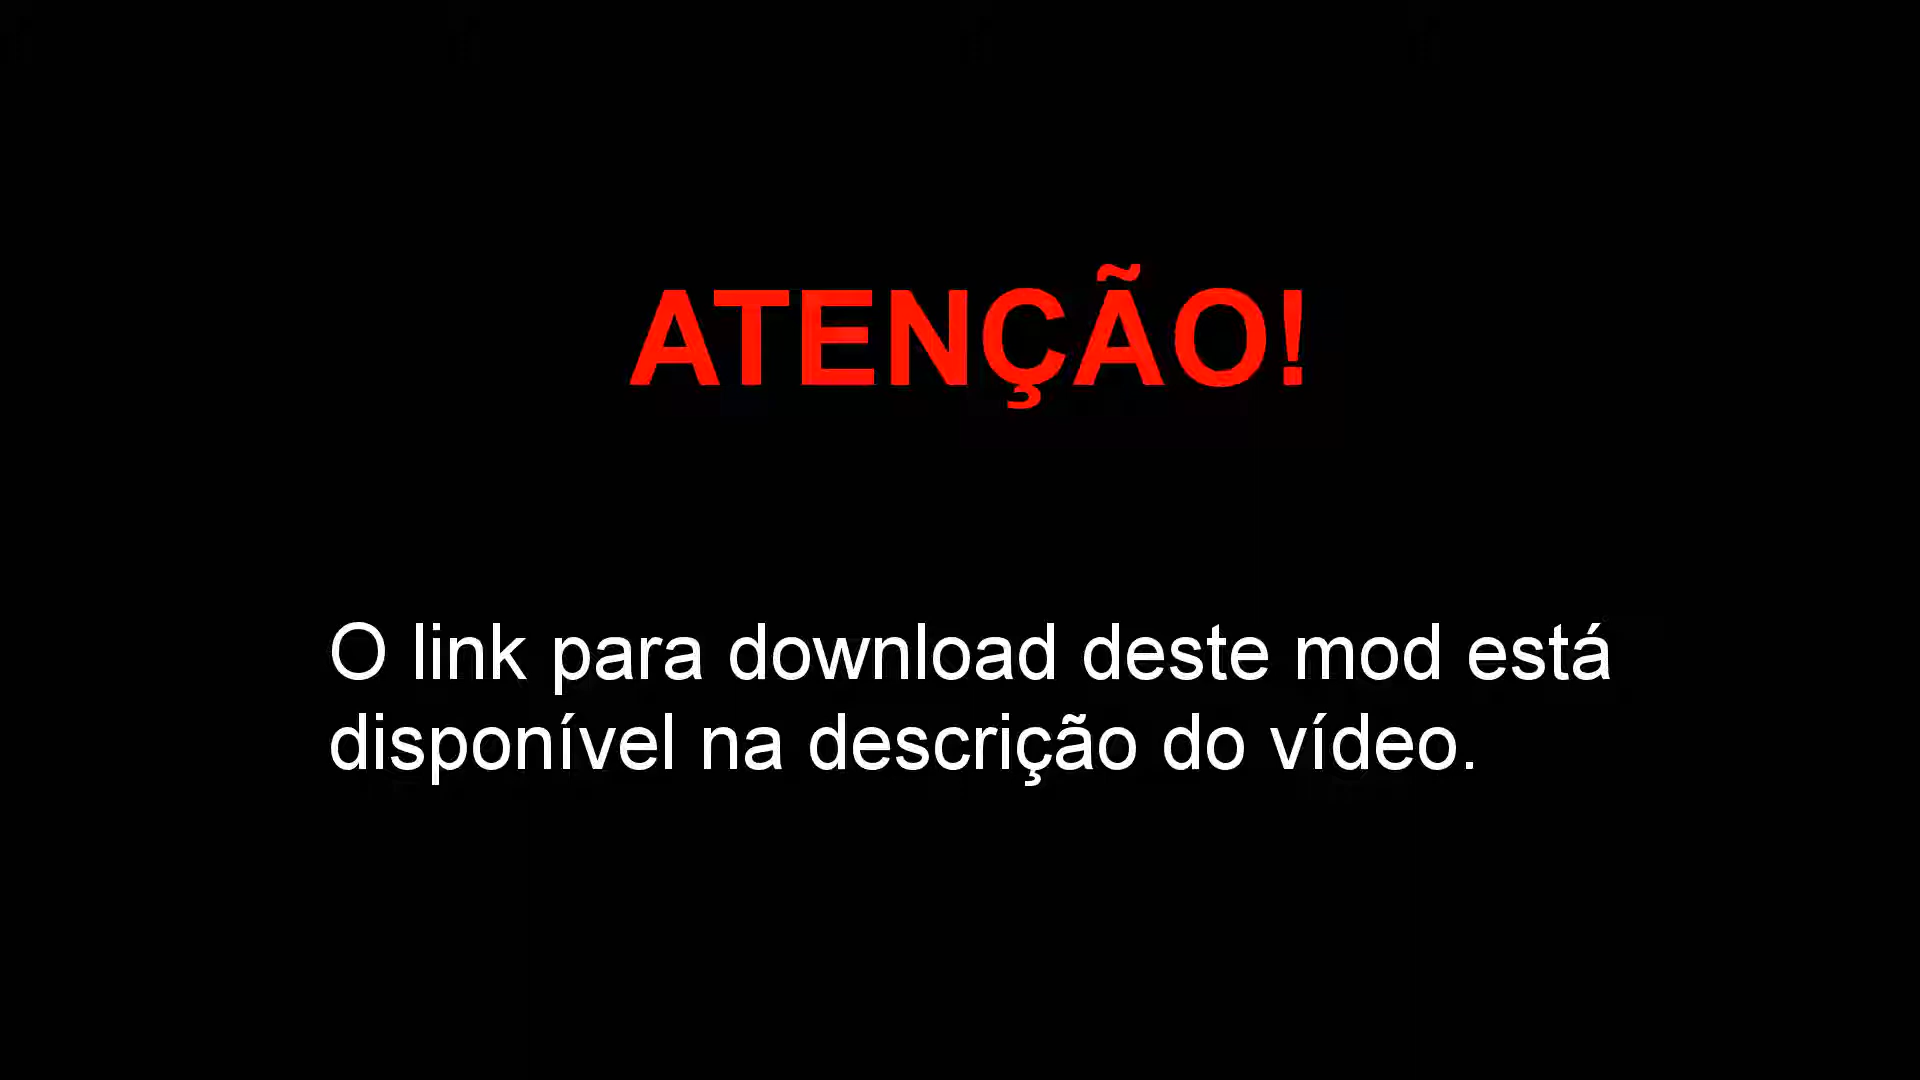 ATENÇÃO!
O link para download deste mod está
disponível na descrição do vídeo.